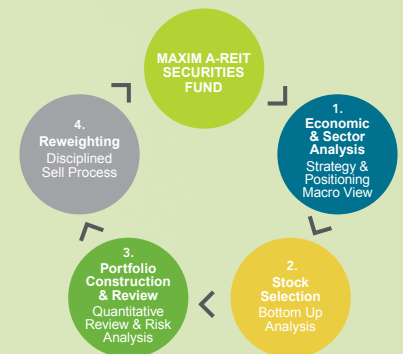 MAXIM A-REIT
SECURITIES
FUND
1.
Economic
& Sector
Analysis
Strategy &
Positioning
Macro View
2.
Stock
Selection
Bottom Up
Analysis
3.
Portfolio
Construction
& Review
Quantitative
Review & Risk
Analysis
4.
Reweighting
Disciplined
Sell Process